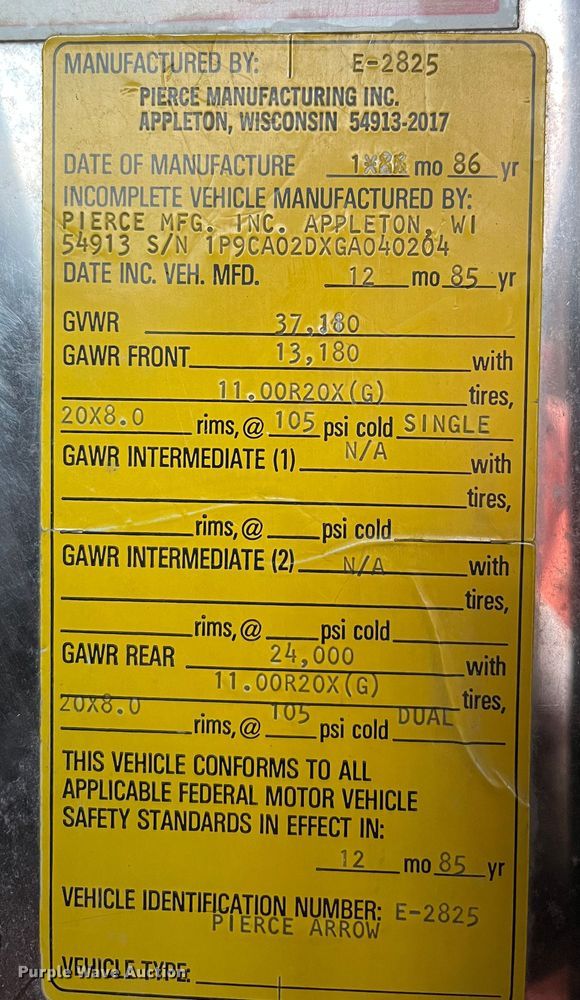 MANUFACTURED BY: E-2825
PIERCE MANUFACTURING INC.
APPLETON, WISCONSIN 54913-2017
DATE OF MANUFACTURE mo 86 yr
INCOMPLETE VEHICLE MANUFACTURED BY:
PIERCE MFG. INC. APPLETON, WI
54913 S/N 1P9CA02DXGA040204
DATE INC. VEH. MFD. 12 mo 85 yr
GVWR 37,180
GAWR FRONT 13,180 with
11.00R20X(G) tires,
20X8.0 rims, @ 105 psi cold SINGLE
GAWR INTERMEDIATE (1) N/A with
tires,
rims, @ psi cold
GAWR INTERMEDIATE (2) N/A with
tires,
rims, @ psi cold
GAWR REAR 24,000 with
11.00R20X(G) tires,
20X8.0 rims, @ 105 psi cold DUAL
THIS VEHICLE CONFORMS TO ALL
APPLICABLE FEDERAL MOTOR VEHICLE
SAFETY STANDARDS IN EFFECT IN:
12 mo 85 yr
VEHICLE IDENTIFICATION NUMBER: E-2825
PIERCE ARROW
VEHICLE TYPE:
Purple Wave Auction